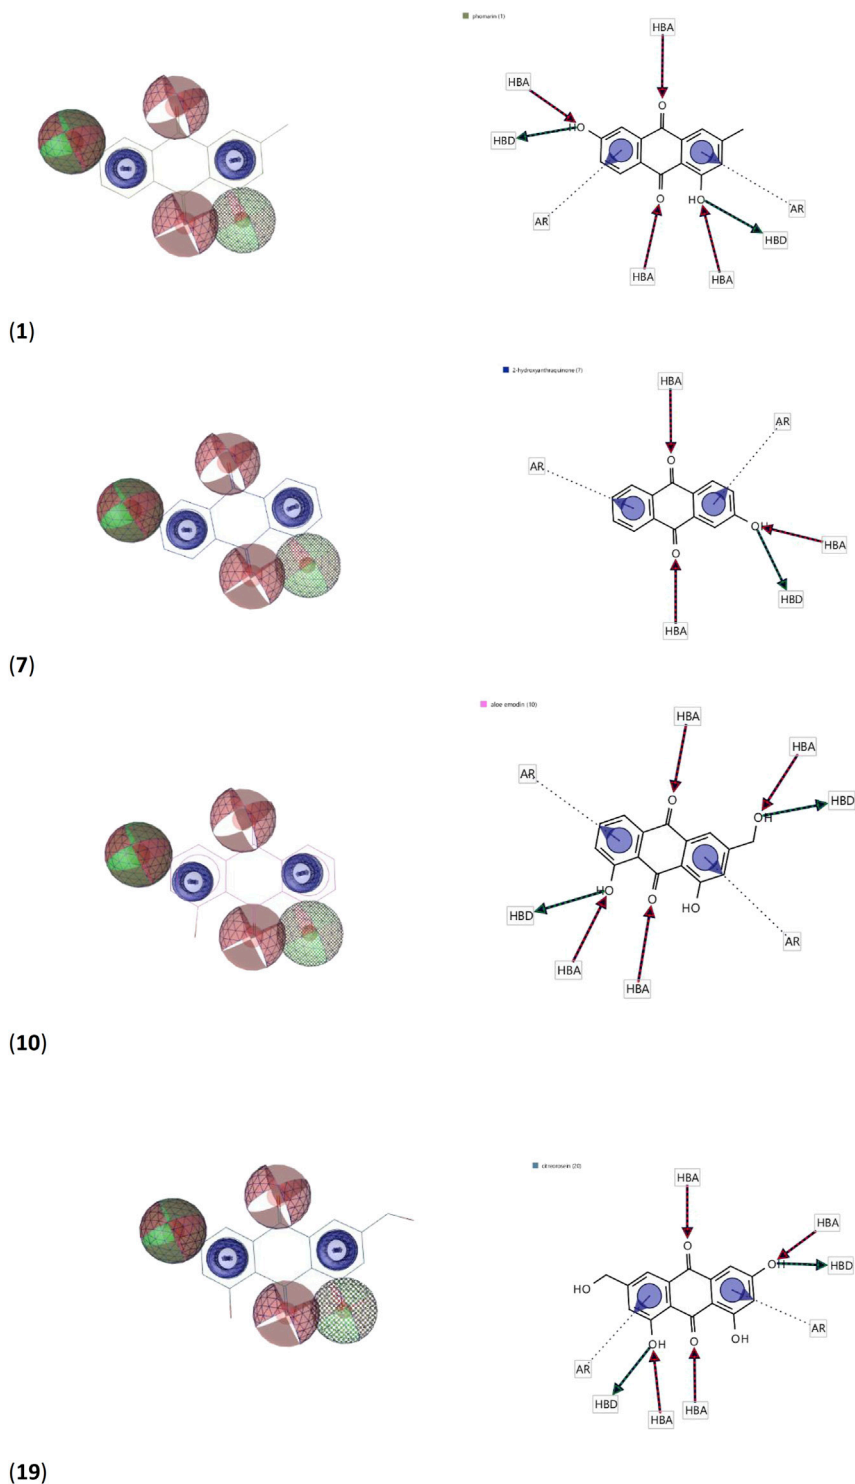 phomarin (1)
HBA
HBA
O
HO
HBD
O
HO
AR
AR
HBD
HBA
HBA
(1)
2-hydroxyanthraquinone (7)
HBA
AR
AR
O
OH
HBA
O
HBD
HBA
(7)
aloe emodin (10)
HBA
HBA
AR
HBD
O
OH
HO
O
HBD
HO
AR
HBA
HBA
(10)
citreorosein (20)
HBA
HBA
O
OH
HBD
HO
AR
OH
O
OH
AR
HBD
HBA
HBA
(19)